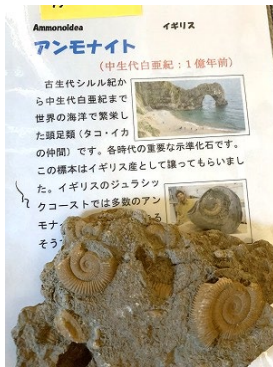 Ammonoidea イギリス
アンモナイト
（中生代白亜紀：1億年前）
古生代シルル紀か
ら中生代白亜紀まで
世界の海洋で繁栄し
た頭足類（タコ・イカ
の仲間）です。各時代の重要な示準化石です。
この標本はイギリス産として譲ってもらいまし
た。イギリスのジュラシッ
クコーストでは多数のアン
モナ
そう